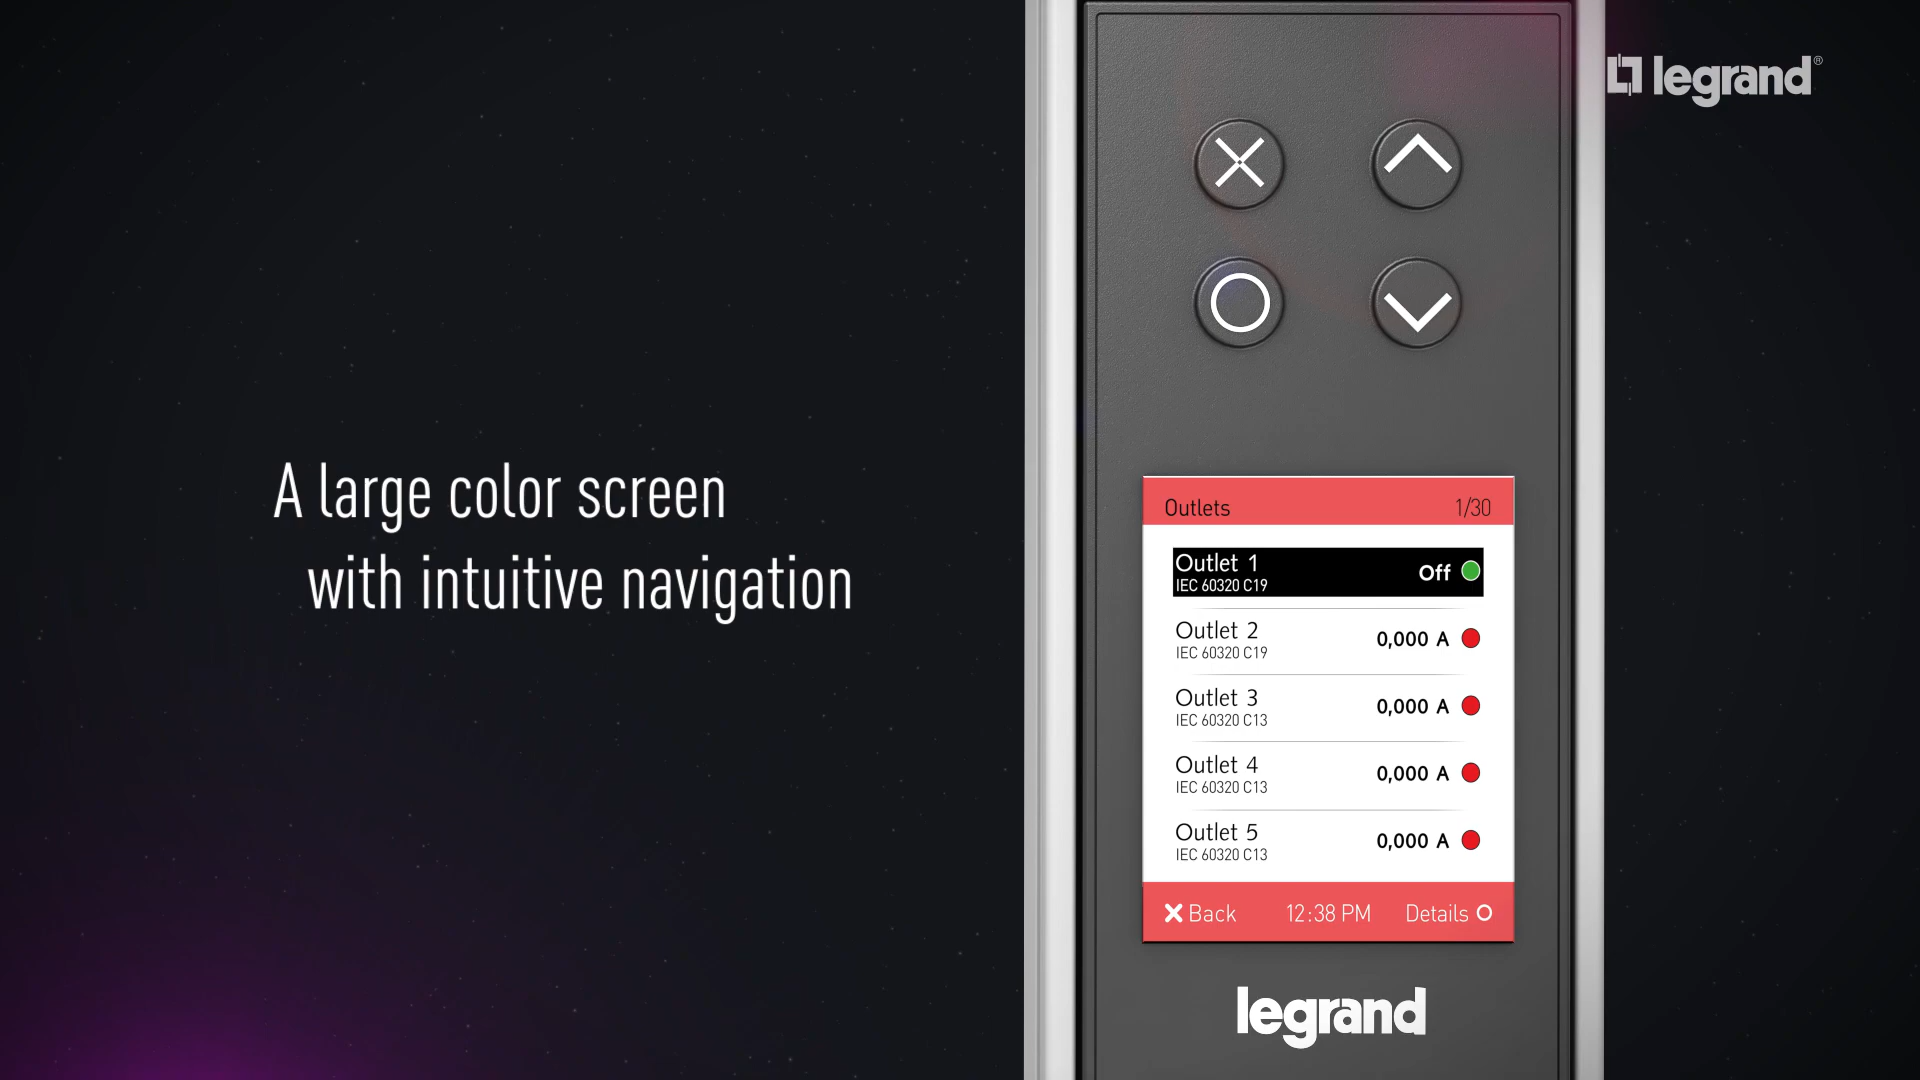 legrand®
A large color screen
with intuitive navigation
Outlets 1/30
Outlet 1 Off
IEC 60320 C19
Outlet 2 0,000 A
IEC 60320 C19
Outlet 3 0,000 A
IEC 60320 C13
Outlet 4 0,000 A
IEC 60320 C13
Outlet 5 0,000 A
IEC 60320 C13
Back 12:38 PM Details
legrand